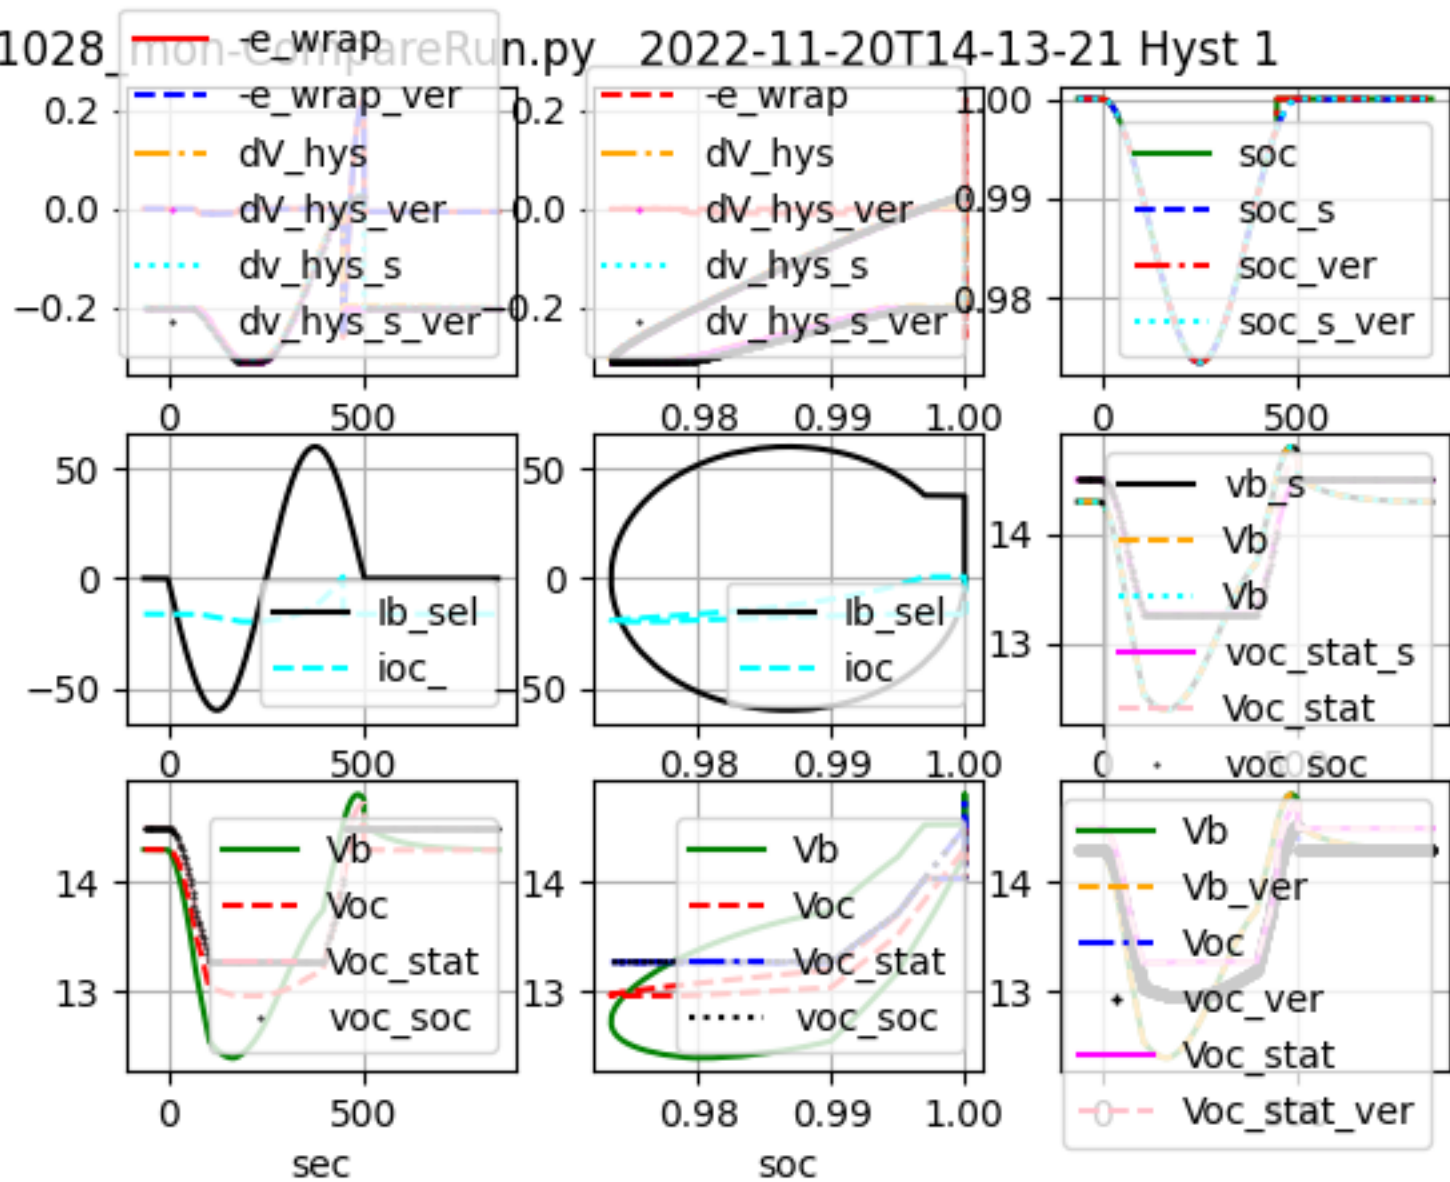 1028_mon-CompareRun.py   2022-11-20T14-13-21 Hyst 1
-e_wrap
-e_wrap_ver
dV_hys
dV_hys_ver
dv_hys_s
dv_hys_s_ver
0.2
0.0
−0.2
0
500
-e_wrap
dV_hys
dV_hys_ver
dv_hys_s
dv_hys_s_ver
0.2
0.0
−0.2
0.98
0.99
1.00
1.00
0.99
0.98
soc
soc_s
soc_ver
soc_s_ver
0
500
50
0
−50
Ib_sel
ioc_
0
500
50
0
−50
Ib_sel
ioc
0.98
0.99
1.00
14
13
vb_s
Vb
Vb
voc_stat_s
Voc_stat
voc_soc
0
500
14
13
Vb
Voc
Voc_stat
voc_soc
0
500
sec
14
13
Vb
Voc
Voc_stat
voc_soc
0.98
0.99
1.00
soc
14
13
Vb
Vb_ver
Voc
voc_ver
Voc_stat
Voc_stat_ver
0